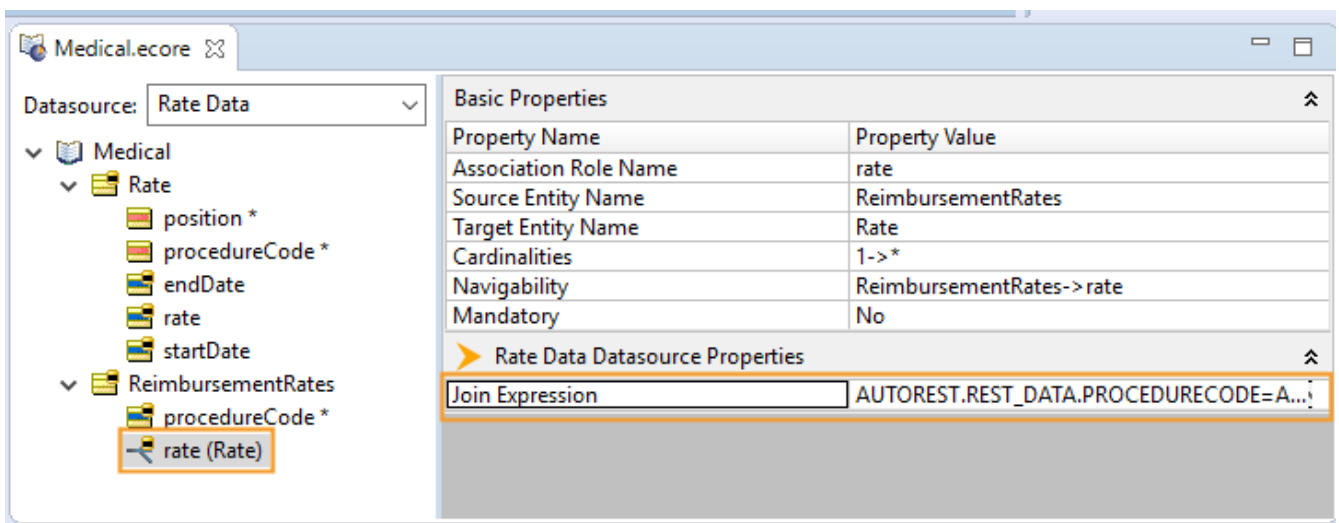 Medical.ecore
Datasource: Rate Data
Medical
Rate
position *
procedureCode *
endDate
rate
startDate
ReimbursementRates
procedureCode *
rate (Rate)
Basic Properties
Property Name Property Value
Association Role Name rate
Source Entity Name ReimbursementRates
Target Entity Name Rate
Cardinalities 1->*
Navigability ReimbursementRates->rate
Mandatory No
Rate Data Datasource Properties
Join Expression AUTOREST.REST_DATA.PROCEDURECODE=A...